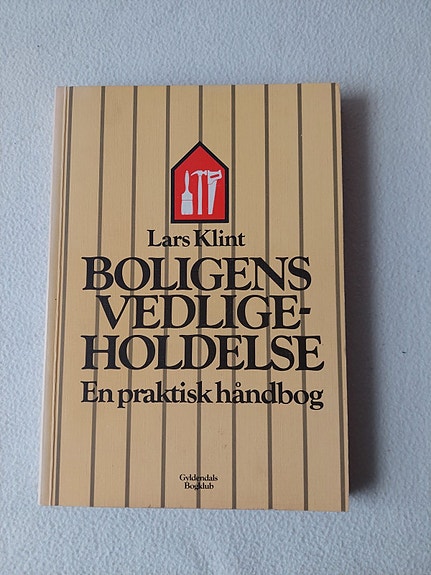 Lars Klint
BOLIGENS
VEDLIGE-
HOLDELSE
En praktisk håndbog
Gyldendals
Bogklub